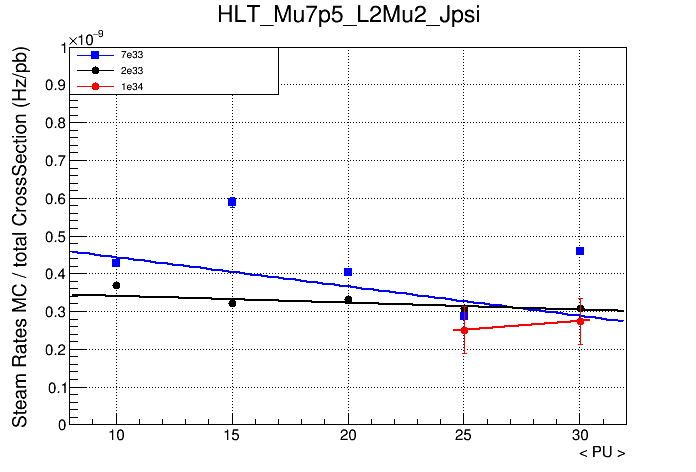 HLT_Mu7p5_L2Mu2_Jpsi
×10⁻⁹
7e33
2e33
1e34
Steam Rates MC / total CrossSection (Hz/pb)
1
0.9
0.8
0.7
0.6
0.5
0.4
0.3
0.2
0.1
0
10 15 20 25 30
< PU >